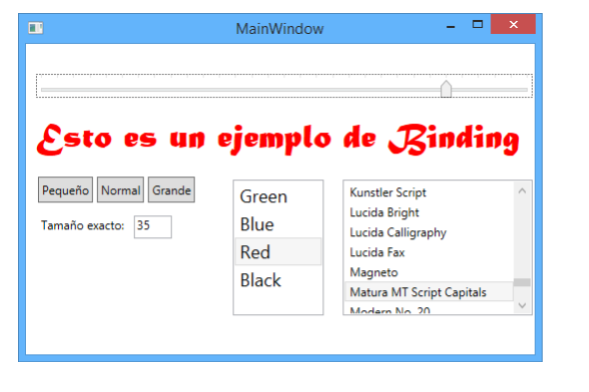 MainWindow
Esto es un ejemplo de Binding
Pequeño Normal Grande
Tamaño exacto: 35
Green
Blue
Red
Black
Kunstler Script
Lucida Bright
Lucida Calligraphy
Lucida Fax
Magneto
Matura MT Script Capitals
Modern No. 20